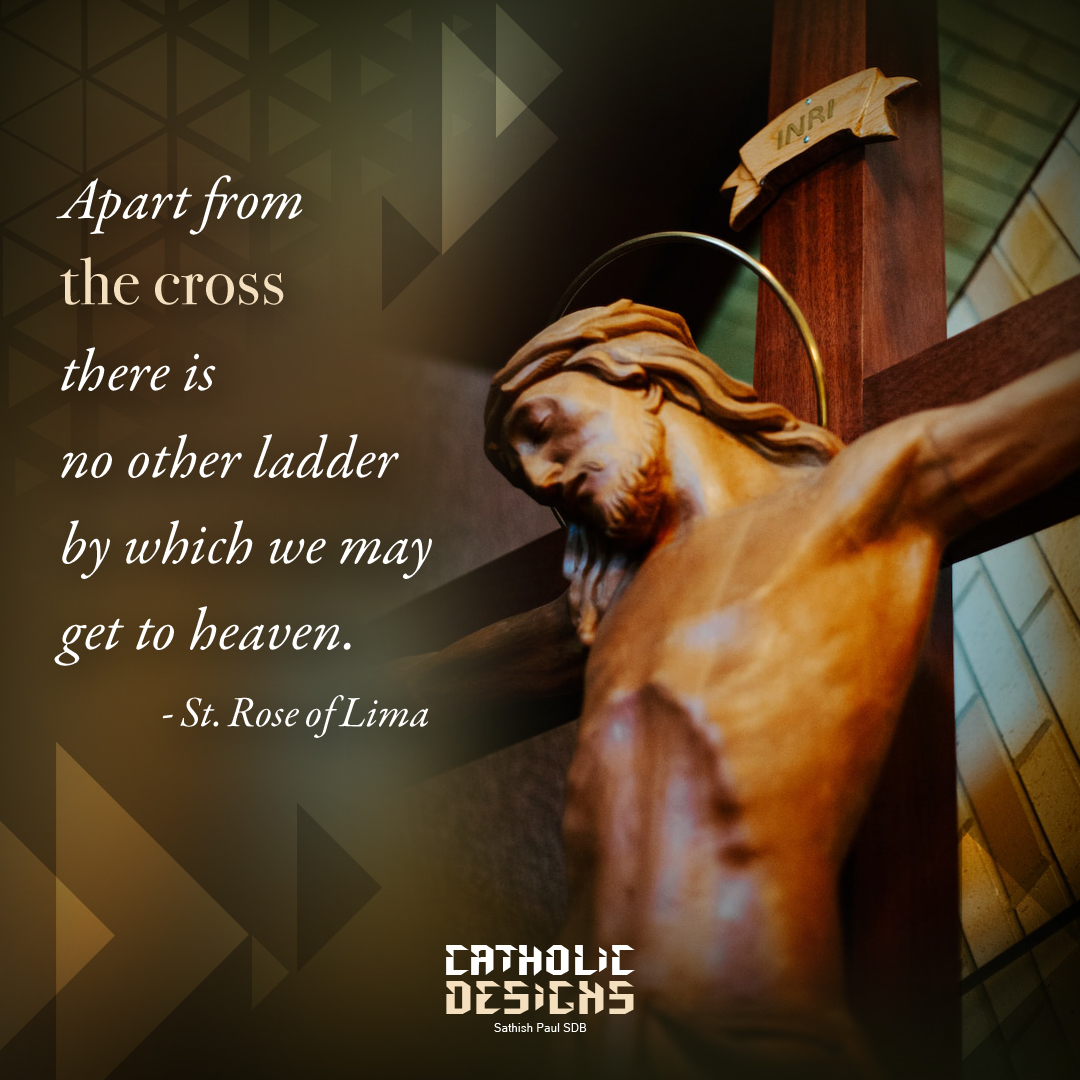 INRI
Apart from
the cross
there is
no other ladder
by which we may
get to heaven.
- St. Rose of Lima
CATHOLIC
DESIGNS
Sathish Paul SDB